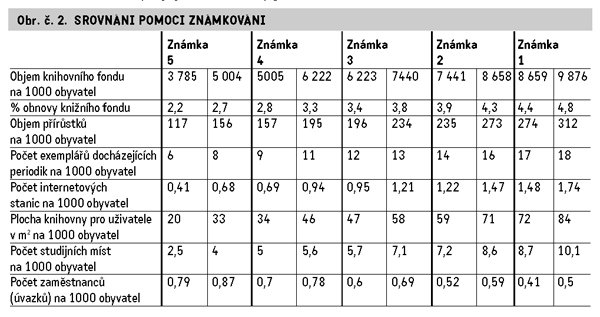 Obr. č. 2. SROVNANI POMOCI ZNAMKOVANI
Známka Známka Známka Známka Známka
5 4 3 2 1
Objem knihovního fondu 3 785 5 004 5005 6 222 6 223 7440 7 441 8 658 8 659 9 876
na 1000 obyvatel
% obnovy knižního fondu 2,2 2,7 2,8 3,3 3,4 3,8 3,9 4,3 4,4 4,8
Objem přírůstků 117 156 157 195 196 234 235 273 274 312
na 1000 obyvatel
Počet exemplářů docházejících 6 8 9 11 12 13 14 16 17 18
periodik na 1000 obyvatel
Počet internetových 0,41 0,68 0,69 0,94 0,95 1,21 1,22 1,47 1,48 1,74
stanic na 1000 obyvatel
Plocha knihovny pro uživatele 20 33 34 46 47 58 59 71 72 84
v m² na 1000 obyvatel
Počet studijních míst 2,5 4 5 5,6 5,7 7,1 7,2 8,6 8,7 10,1
na 1000 obyvatel
Počet zaměstnanců 0,79 0,87 0,7 0,78 0,6 0,69 0,52 0,59 0,41 0,5
(úvazků) na 1000 obyvatel